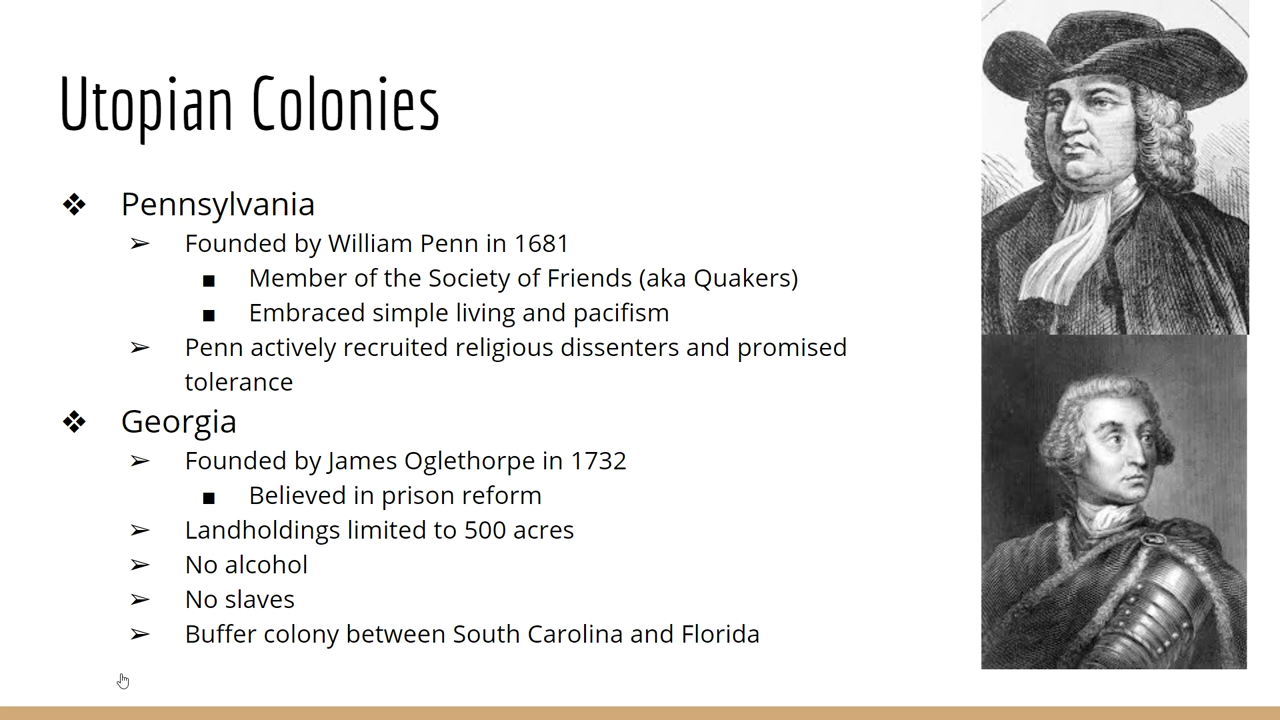 Utopian Colonies
❖ Pennsylvania
➢ Founded by William Penn in 1681
■ Member of the Society of Friends (aka Quakers)
■ Embraced simple living and pacifism
➢ Penn actively recruited religious dissenters and promised
tolerance
❖ Georgia
➢ Founded by James Oglethorpe in 1732
■ Believed in prison reform
➢ Landholdings limited to 500 acres
➢ No alcohol
➢ No slaves
➢ Buffer colony between South Carolina and Florida